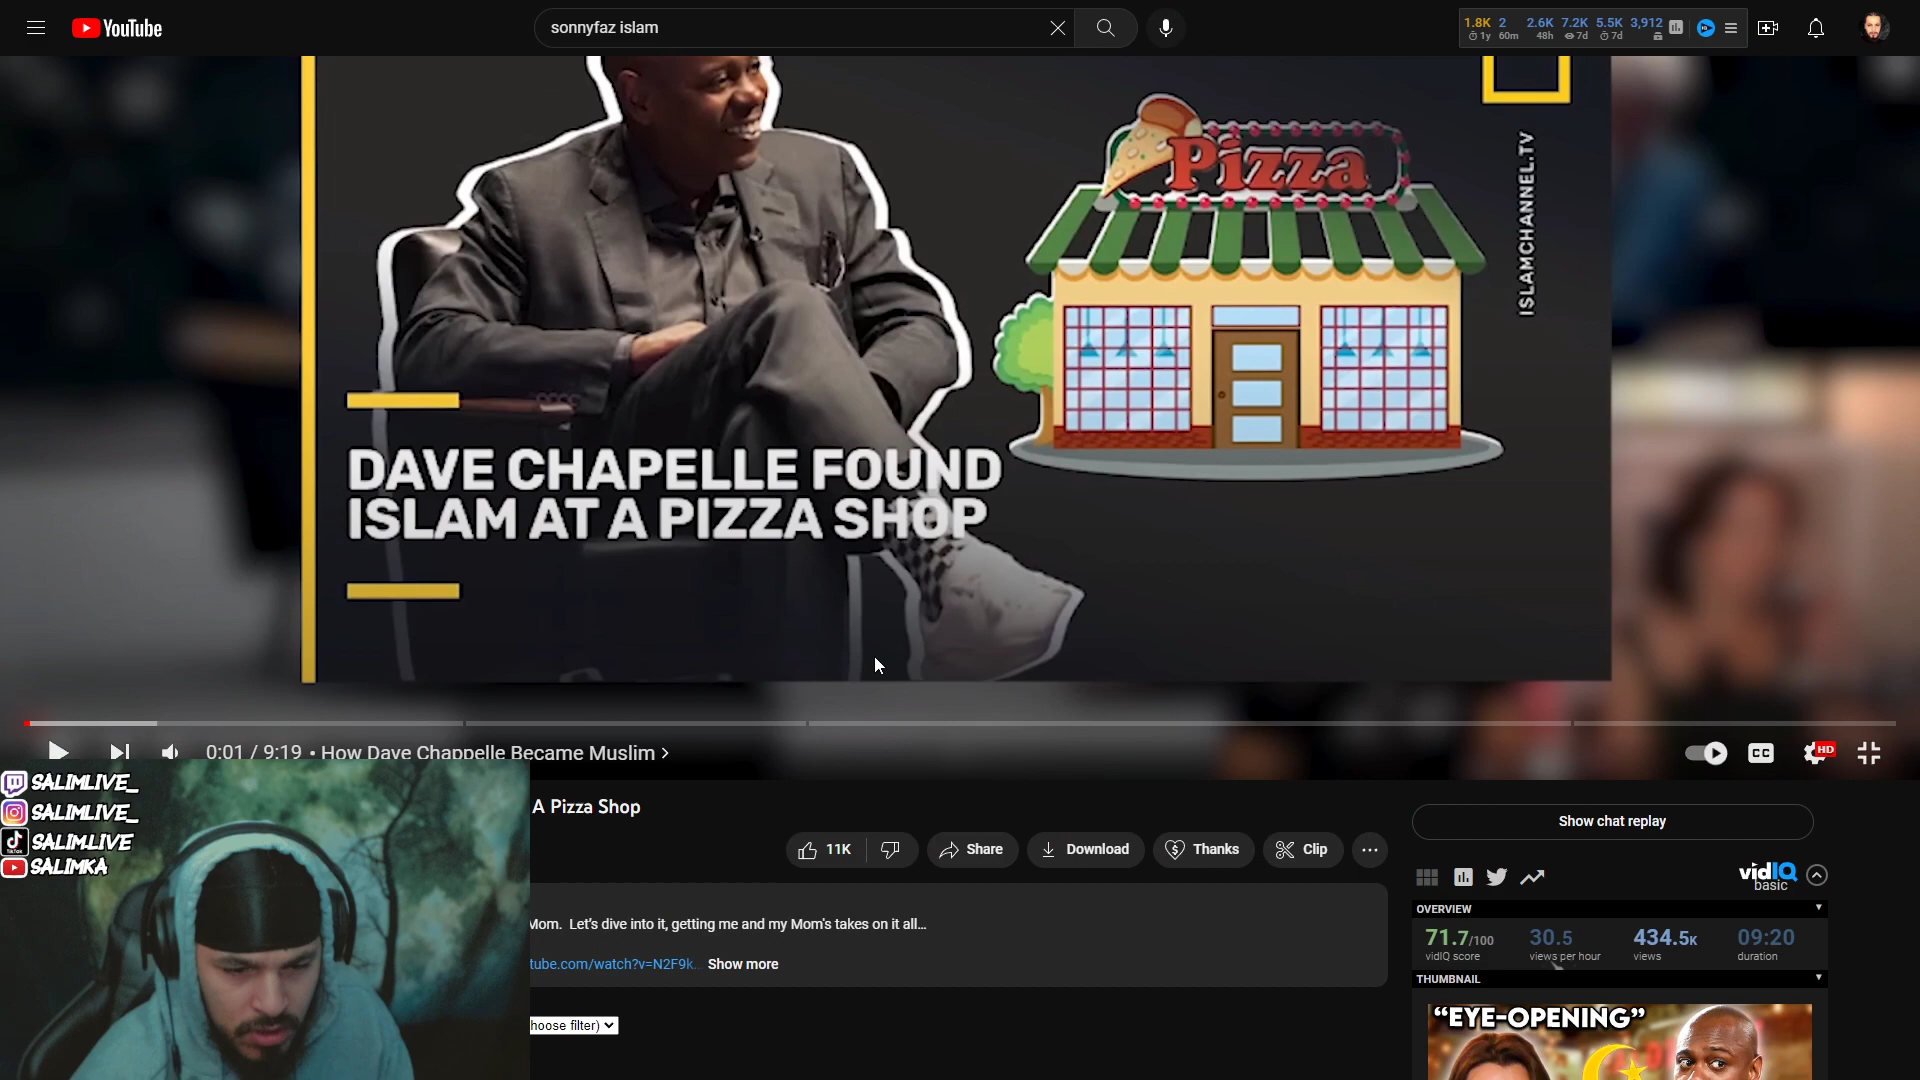 YouTube
sonnyfaz islam
1.8K 2 2.6K 7.2K 5.5K 3,912
1y 60m 48h 7d 7d
Pizza
ISLAMCHANNEL.TV
DAVE CHAPELLE FOUND
ISLAM AT A PIZZA SHOP
0:01 / 9:19 • How Dave Chappelle Became Muslim >
CC
HD
SALIMLIVE_
SALIMLIVE_
SALIMLIVE
SALIMKA
A Pizza Shop
11K
Share
Download
Thanks
Clip
Mom. Let's dive into it, getting me and my Mom's takes on it all...
tube.com/watch?v=N2F9k... Show more
hoose filter)
Show chat replay
vidIQ
basic
OVERVIEW
71.7/100 30.5 434.5K 09:20
vidIQ score views per hour views duration
THUMBNAIL
"EYE-OPENING"